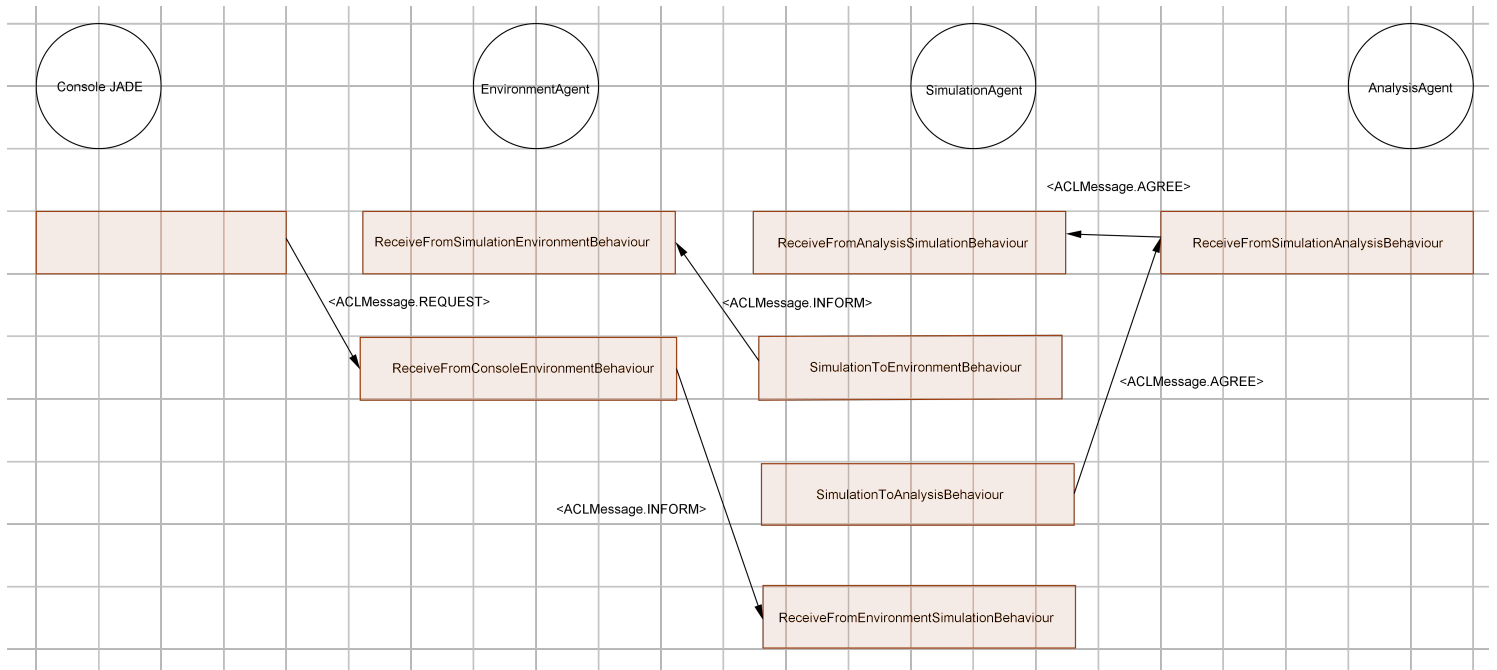 Console JADE
EnvironmentAgent
SimulationAgent
AnalysisAgent
<ACLMessage.AGREE>
ReceiveFromSimulationEnvironmentBehaviour
ReceiveFromAnalysisSimulationBehaviour
ReceiveFromSimulationAnalysisBehaviour
<ACLMessage.REQUEST>
<ACLMessage.INFORM>
ReceiveFromConsoleEnvironmentBehaviour
SimulationToEnvironmentBehaviour
<ACLMessage.AGREE>
SimulationToAnalysisBehaviour
<ACLMessage.INFORM>
ReceiveFromEnvironmentSimulationBehaviour